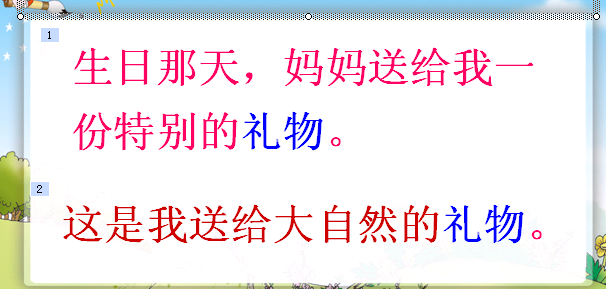 1
生日那天，妈妈送给我一
份特别的礼物。
2
这是我送给大自然的礼物。